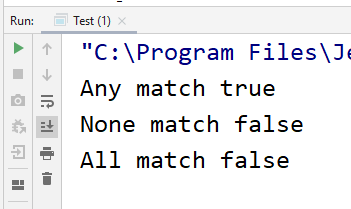 Run: Test (1)
"C:\Program Files\Je
Any match true
None match false
All match false